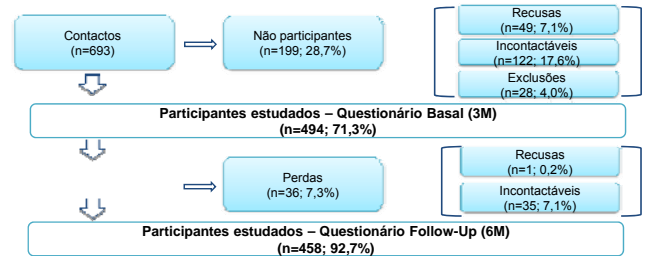 Contactos
(n=693)
Não participantes
(n=199; 28,7%)
Recusas
(n=49; 7,1%)
Incontactáveis
(n=122; 17,6%)
Exclusões
(n=28; 4,0%)
Participantes estudados – Questionário Basal (3M)
(n=494; 71,3%)
Perdas
(n=36; 7,3%)
Recusas
(n=1; 0,2%)
Incontactáveis
(n=35; 7,1%)
Participantes estudados – Questionário Follow-Up (6M)
(n=458; 92,7%)